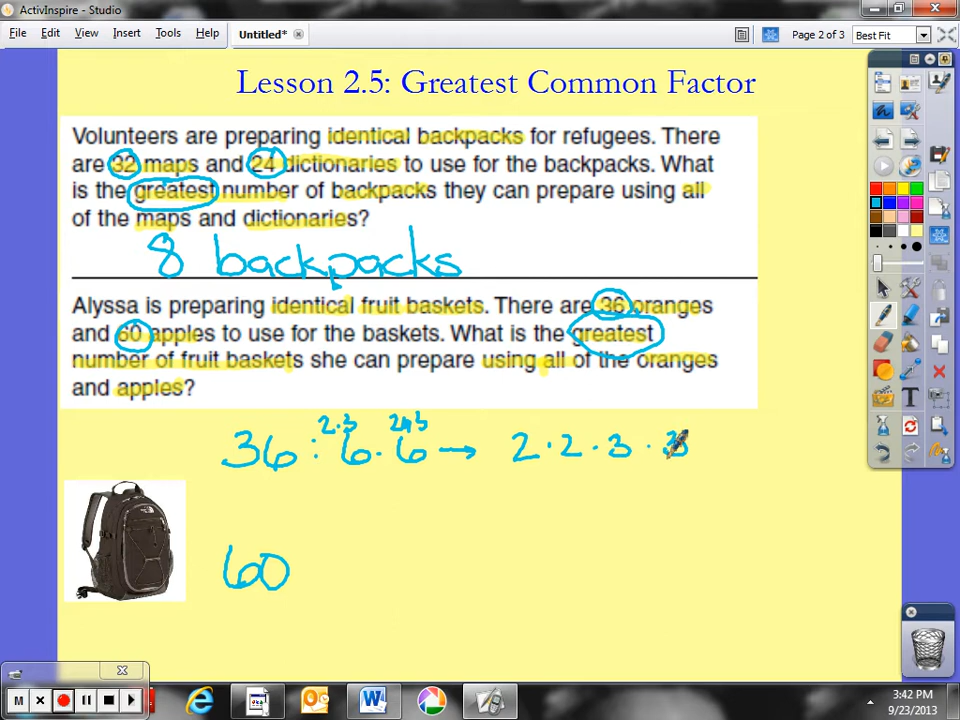 ActivInspire - Studio
File Edit View Insert Tools Help Untitled* Page 2 of 3 Best Fit
Lesson 2.5: Greatest Common Factor
Volunteers are preparing identical backpacks for refugees. There
are 32 maps and 24 dictionaries to use for the backpacks. What
is the greatest number of backpacks they can prepare using all
of the maps and dictionaries?
8 backpacks
Alyssa is preparing identical fruit baskets. There are 36 oranges
and 60 apples to use for the baskets. What is the greatest
number of fruit baskets she can prepare using all of the oranges
and apples?
2·3
36 : 6 · 6 → 2 · 2 · 3 · 3
60
M
3:42 PM
9/23/2013